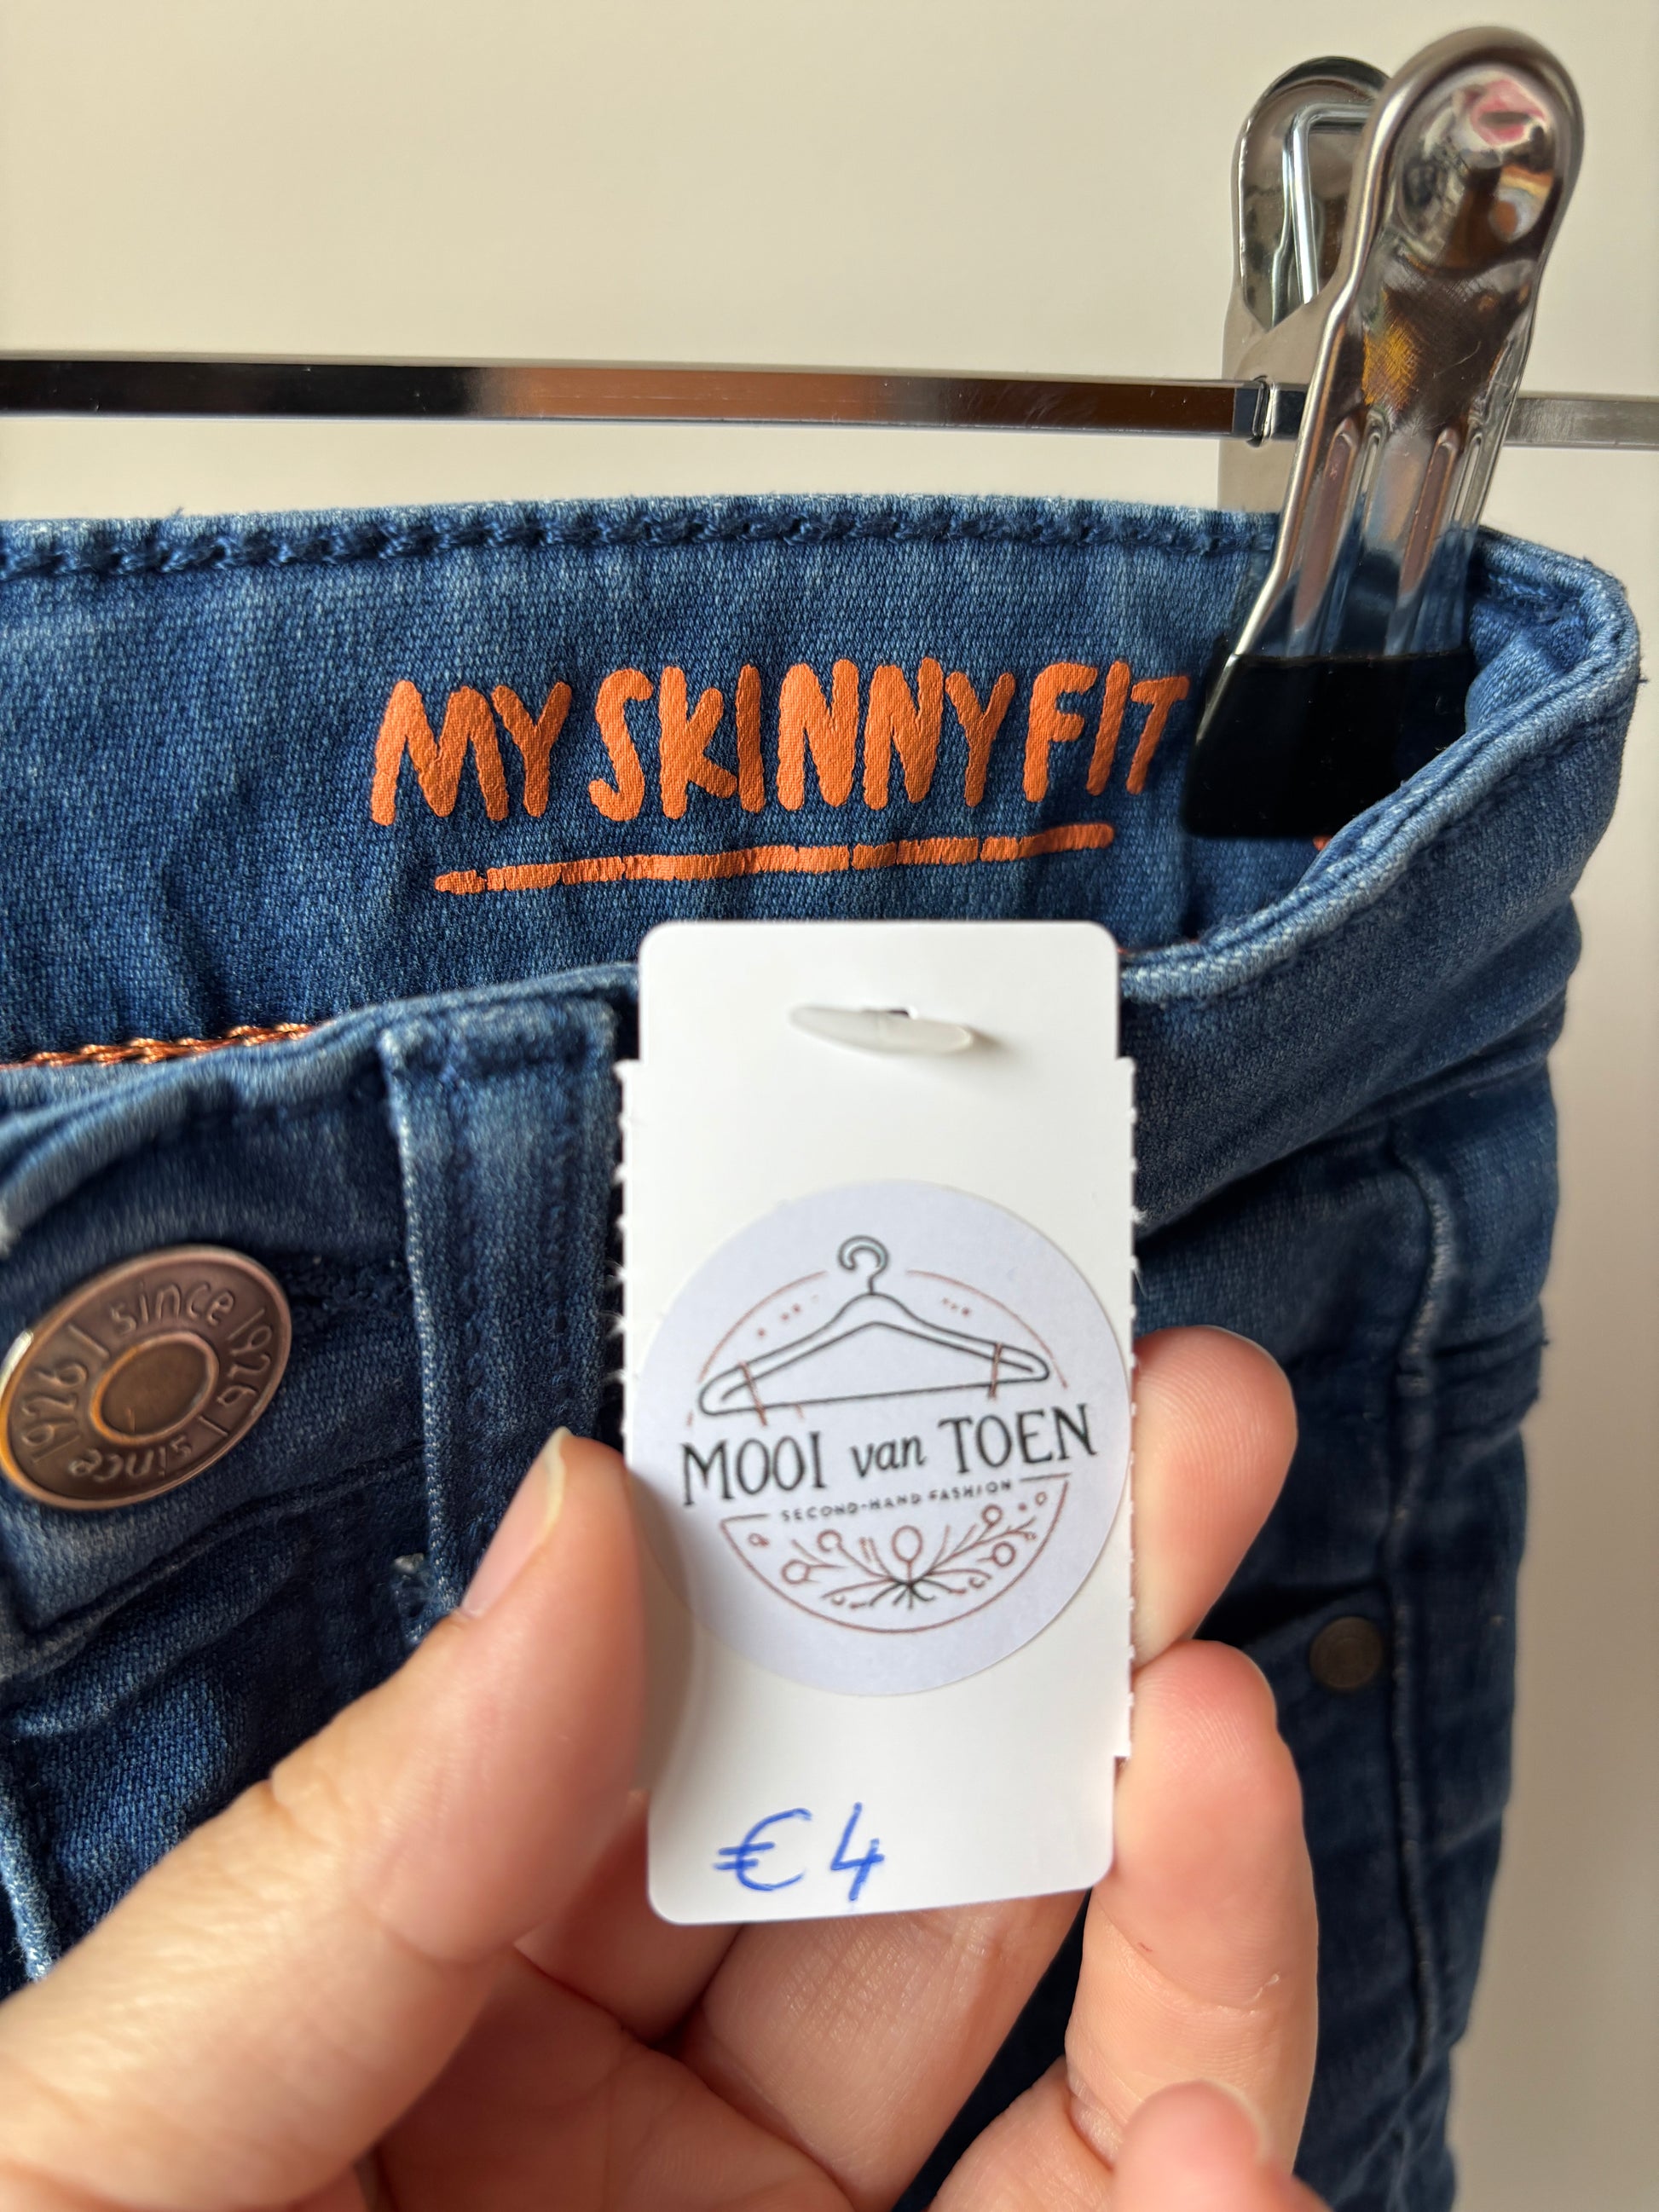 MY SKINNY FIT
since 1926 | since 1926 |
MOOI van TOEN
SECOND-HAND FASHION
€4